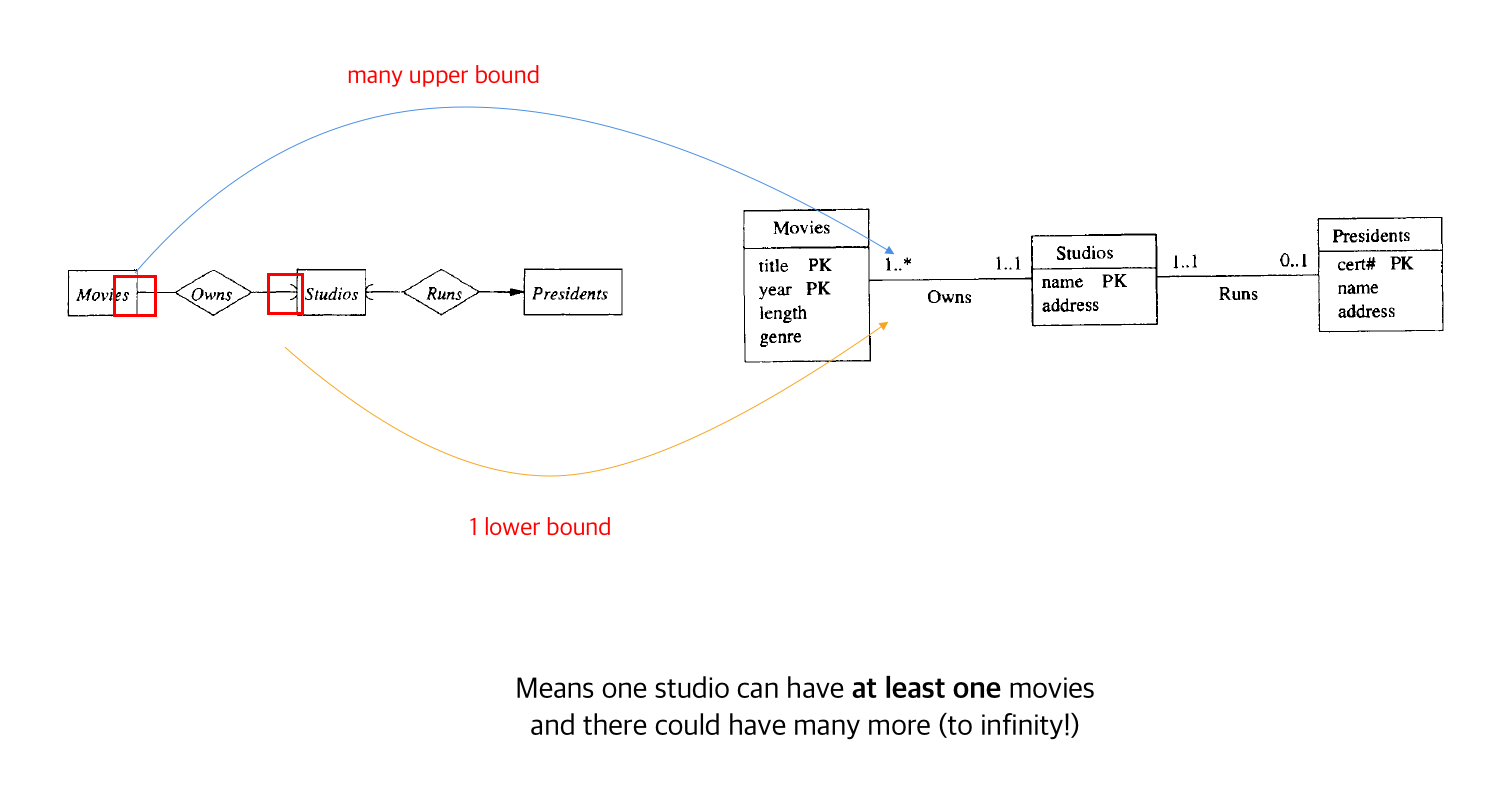 many upper bound
Movies
Owns
Studios
Runs
Presidents
Movies
title PK
year PK
length
genre
1..*
Owns
1..1
Studios
name PK
address
1..1
Runs
0..1
Presidents
cert# PK
name
address
1 lower bound
Means one studio can have at least one movies
and there could have many more (to infinity!)